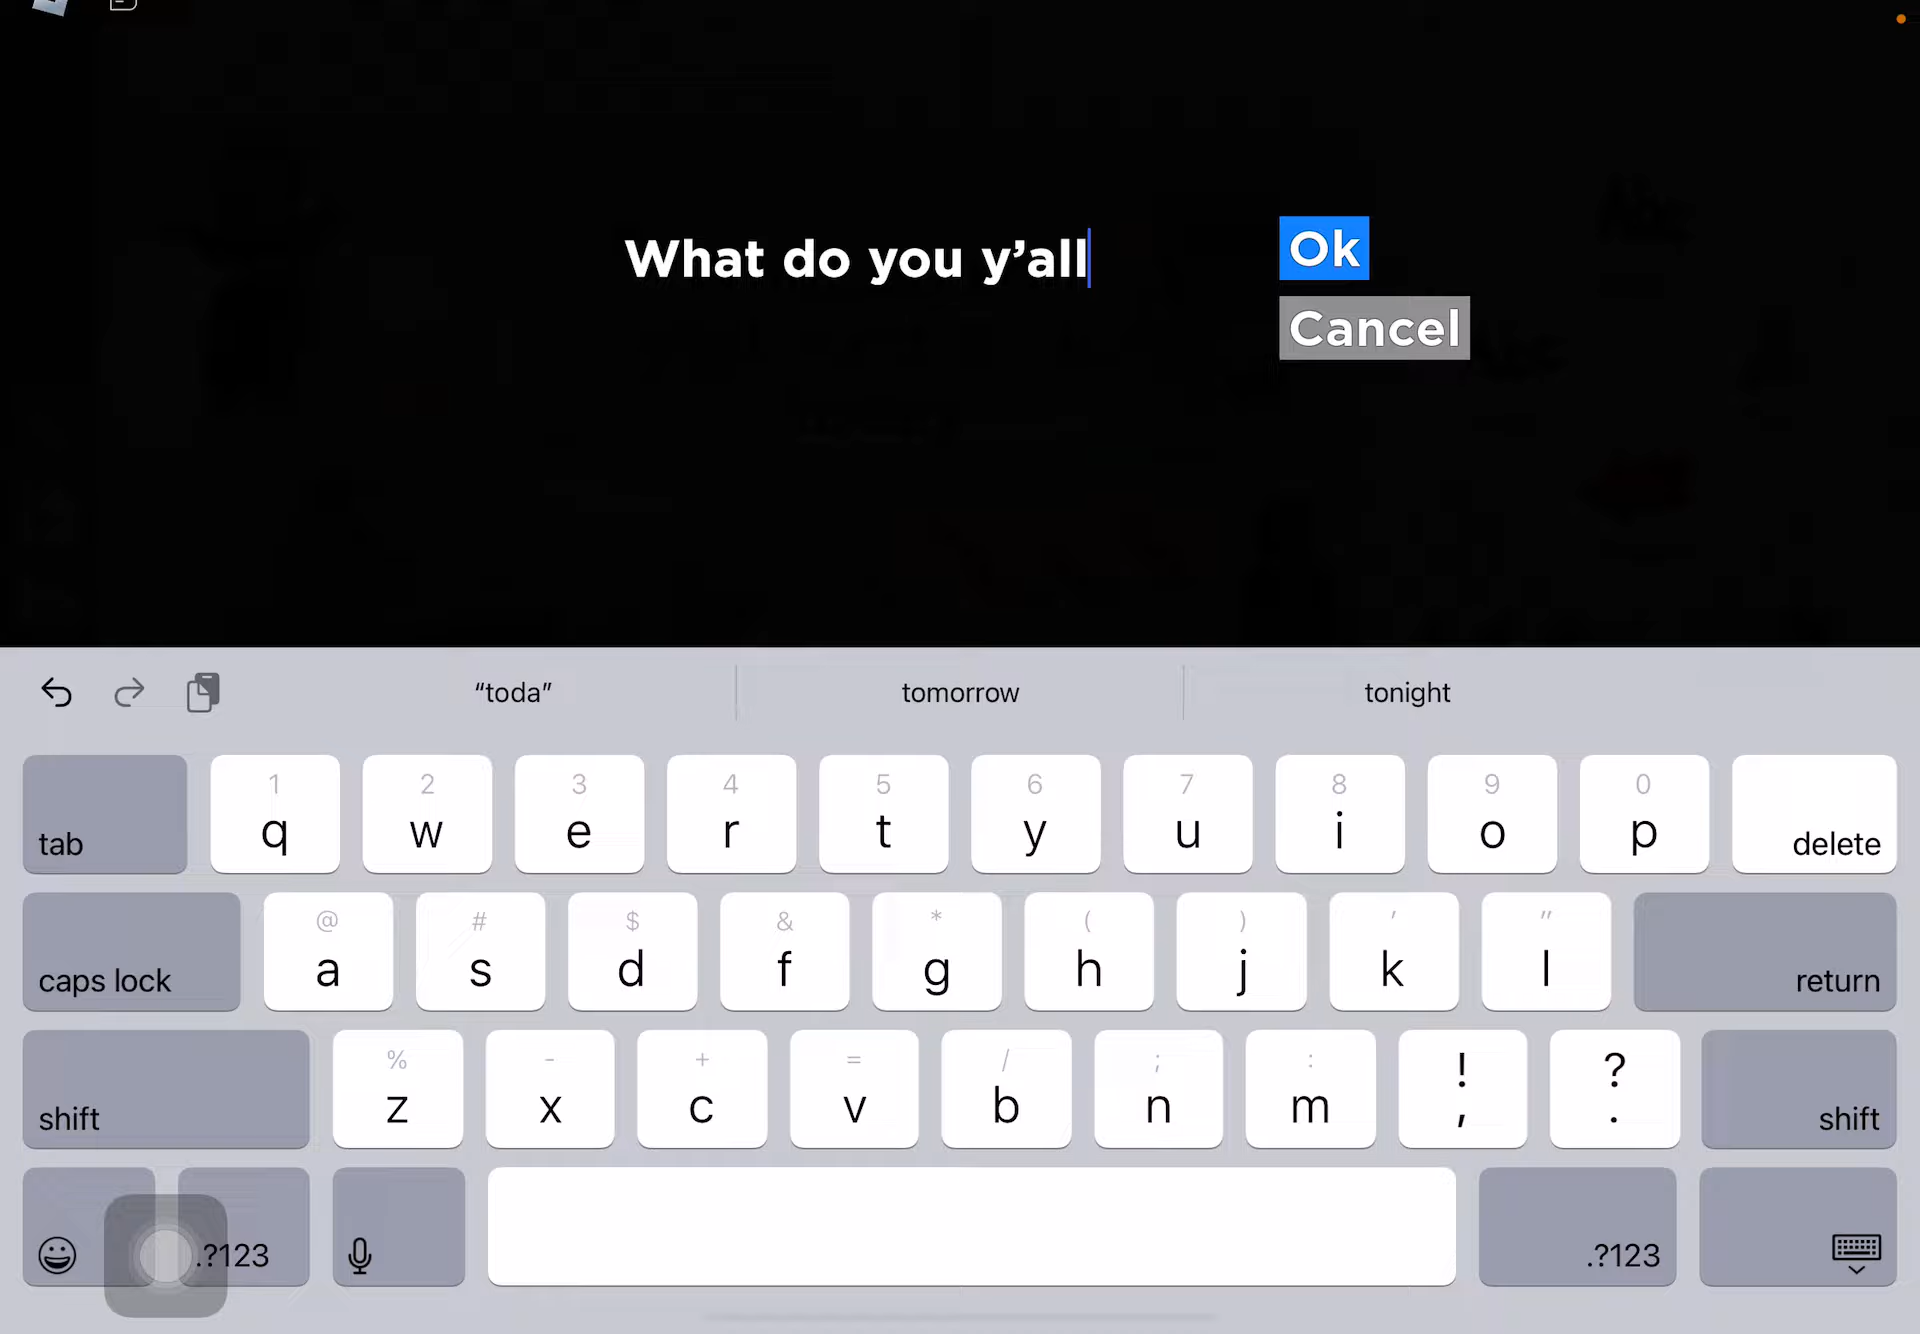 What do you y’all
Ok
Cancel
“toda” tomorrow tonight
tab 1 q 2 w 3 e 4 r 5 t 6 y 7 u 8 i 9 o 0 p delete
caps lock @ a # s $ d & f * g ( h ) j ' k " l return
shift % z - x + c = v / b ; n : m ! , ? . shift
.?123 .?123